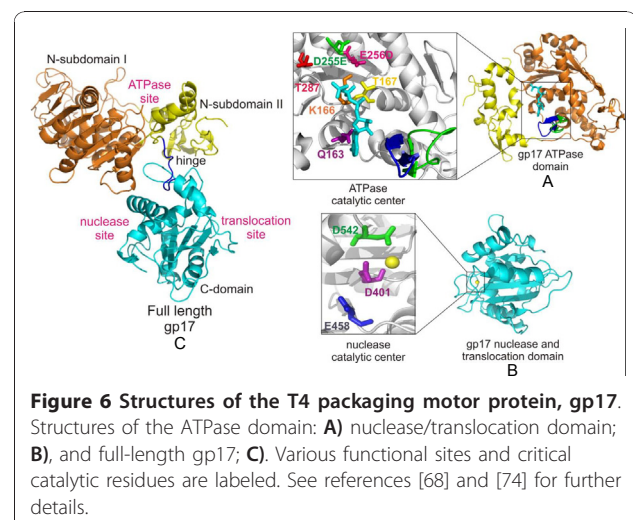 N-subdomain I
ATPase
site
N-subdomain II
hinge
nuclease
site
translocation
site
C-domain
Full length
gp17
C
D255E
E256D
T287
T167
K166
Q163
ATPase
catalytic center
gp17 ATPase
domain
A
D542
D401
E458
nuclease
catalytic center
gp17 nuclease and
translocation domain
B
Figure 6 Structures of the T4 packaging motor protein, gp17.
Structures of the ATPase domain: A) nuclease/translocation domain;
B), and full-length gp17; C). Various functional sites and critical
catalytic residues are labeled. See references [68] and [74] for further
details.